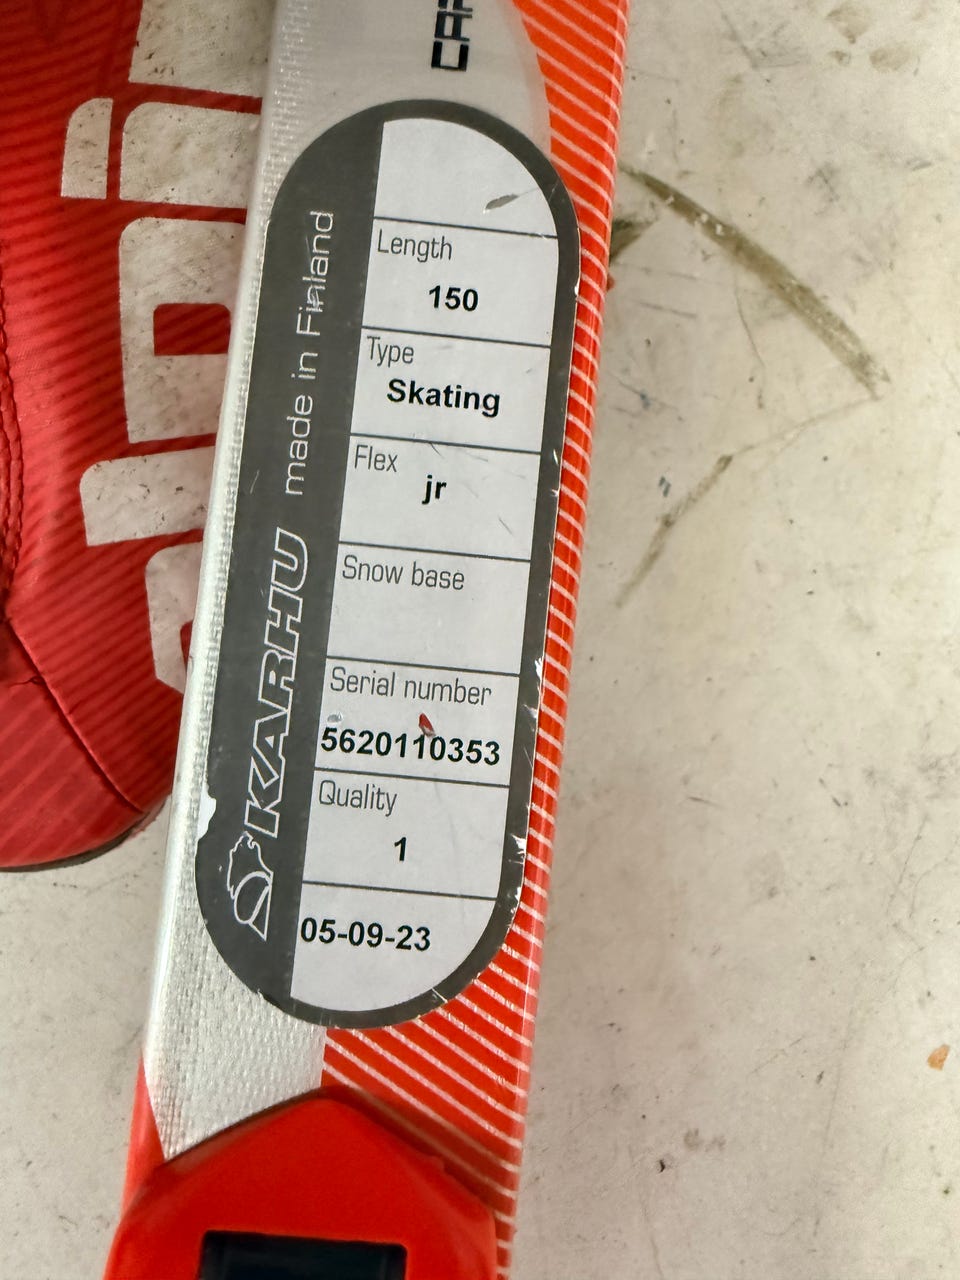 Length
150
Type
Skating
Flex
jr
Snow base
Serial number
5620110353
Quality
1
05-09-23
KARHU made in Finland